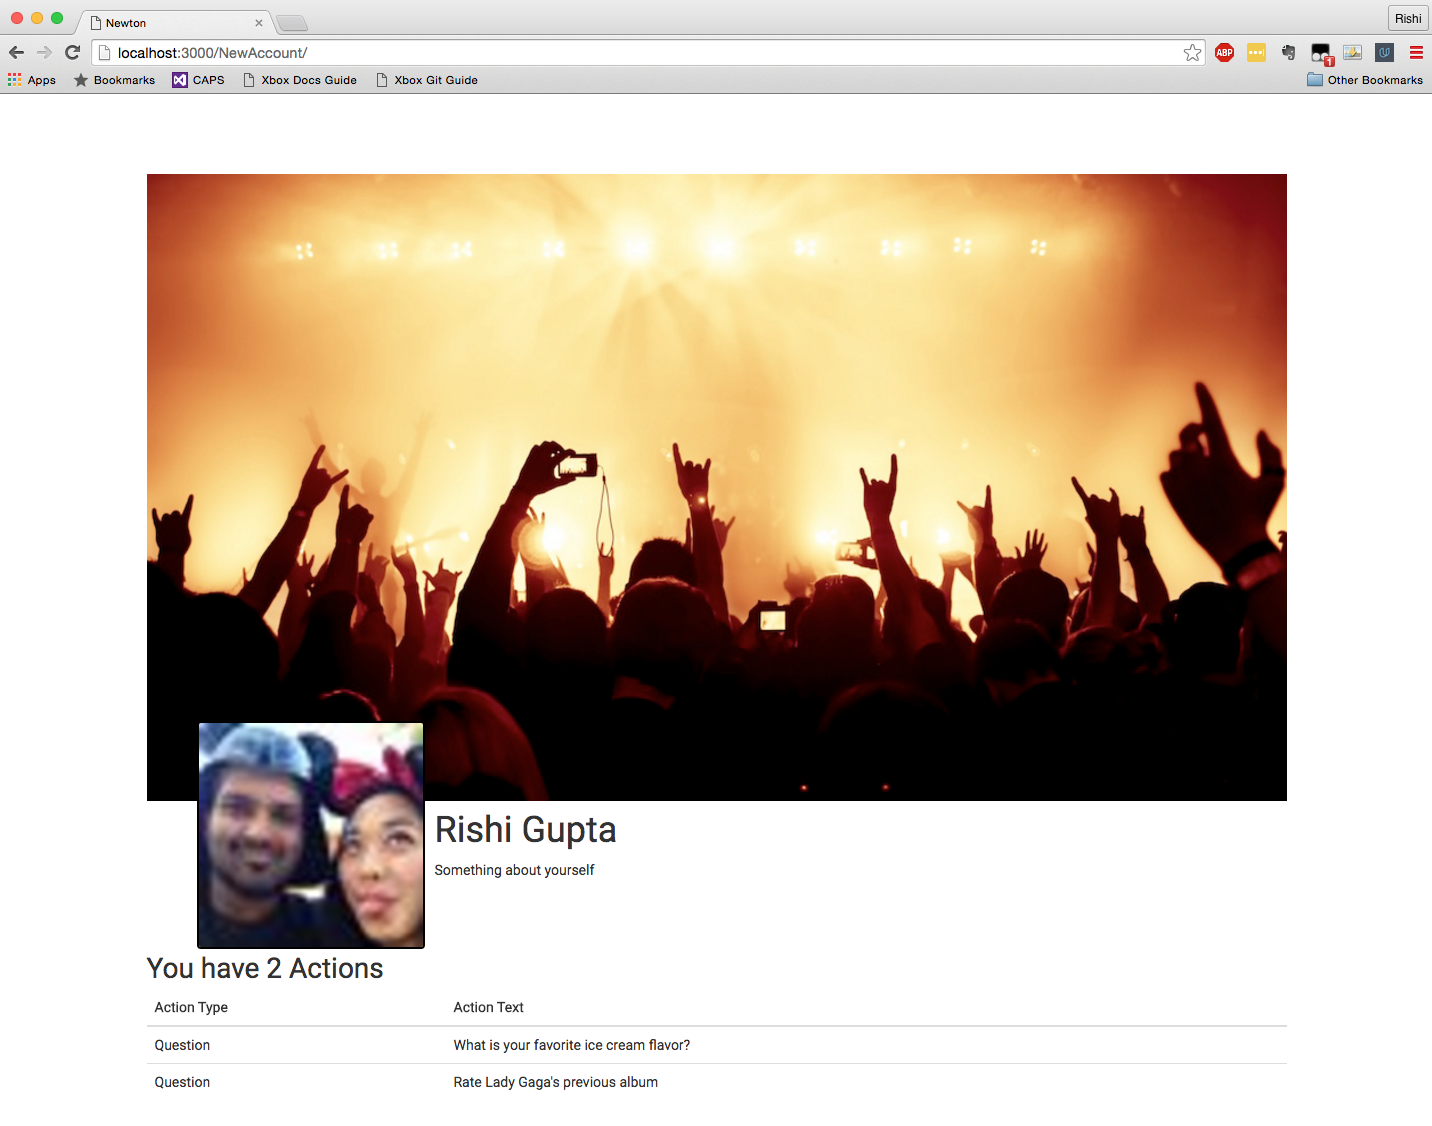 Newton
Rishi
localhost:3000/NewAccount/
ABP
1
Apps
Bookmarks
CAPS
Xbox Docs Guide
Xbox Git Guide
Other Bookmarks
Rishi Gupta
Something about yourself
You have 2 Actions
Action Type
Action Text
Question
What is your favorite ice cream flavor?
Question
Rate Lady Gaga's previous album